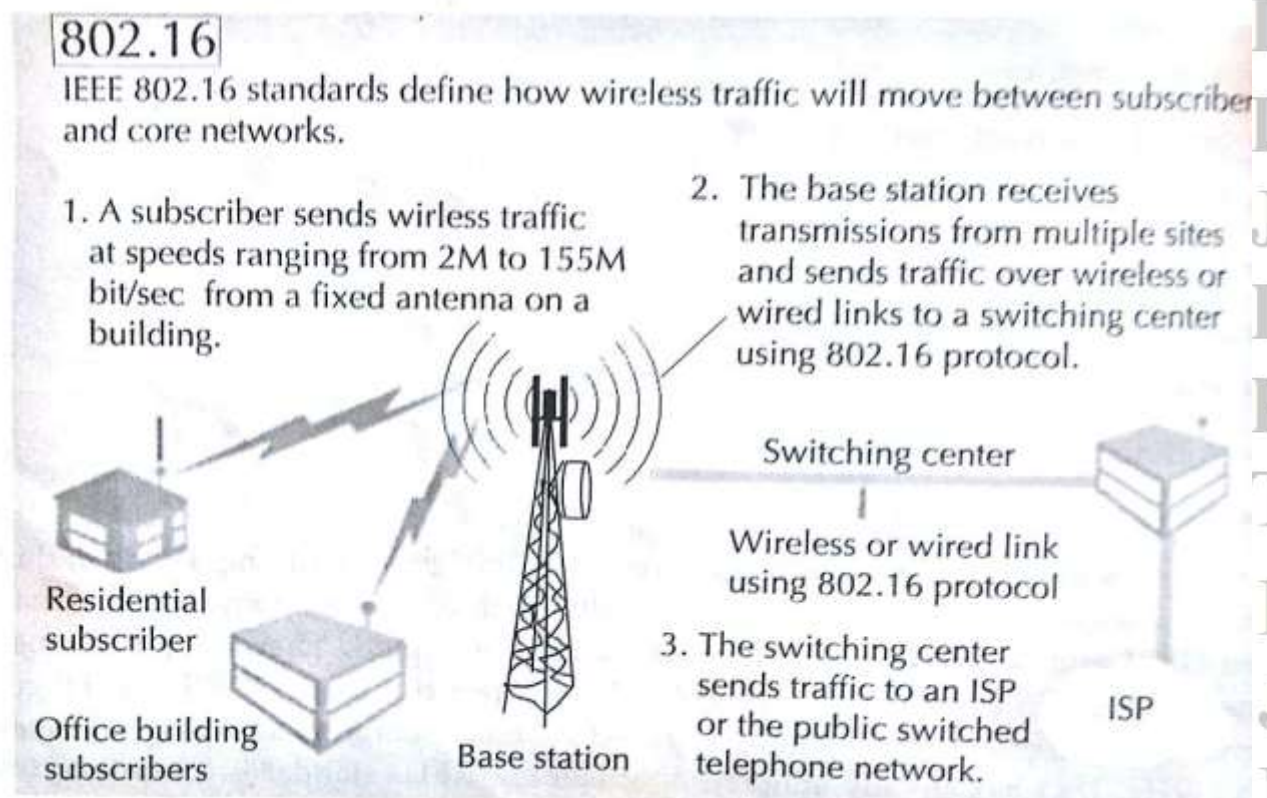 802.16
IEEE 802.16 standards define how wireless traffic will move between subscriber
and core networks.
1. A subscriber sends wirless traffic
at speeds ranging from 2M to 155M
bit/sec from a fixed antenna on a
building.
2. The base station receives
transmissions from multiple sites
and sends traffic over wireless or
wired links to a switching center
using 802.16 protocol.
Switching center
Wireless or wired link
using 802.16 protocol
Residential
subscriber
3. The switching center
sends traffic to an ISP
or the public switched
telephone network.
ISP
Office building
subscribers
Base station